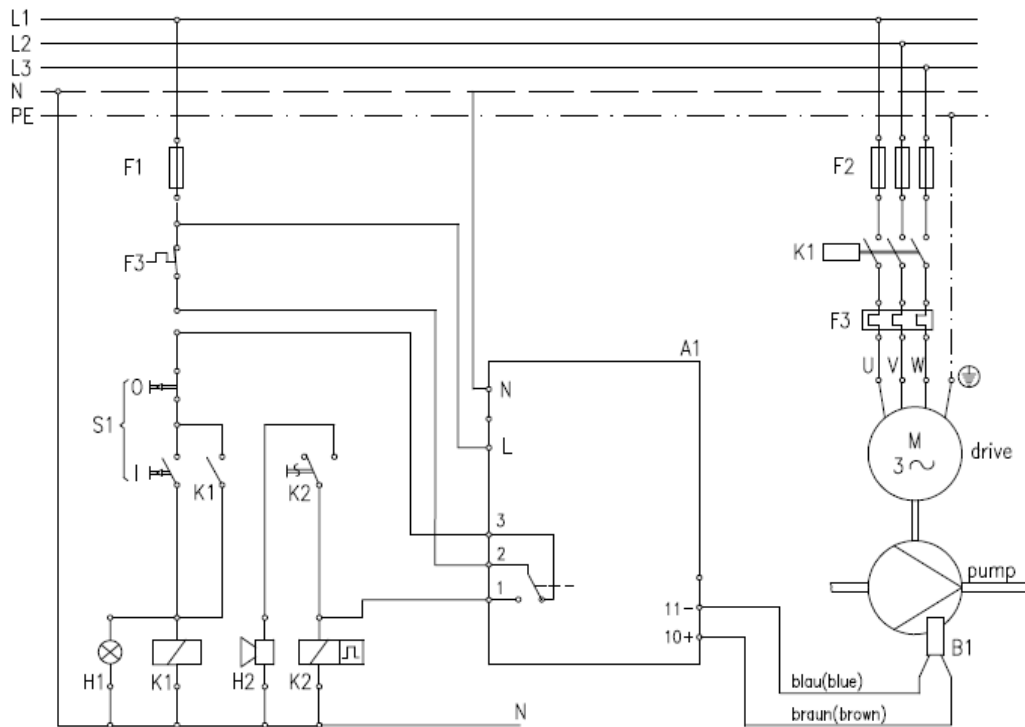 L1
L2
L3
N
PE
F1
F2
F3
K1
F3
A1
U V W
N
O
S1
L
M
3~
drive
I
K1
K2
3
2
1
pump
11-
10+
B1
H1
K1
H2
K2
blau(blue)
N
braun(brown)